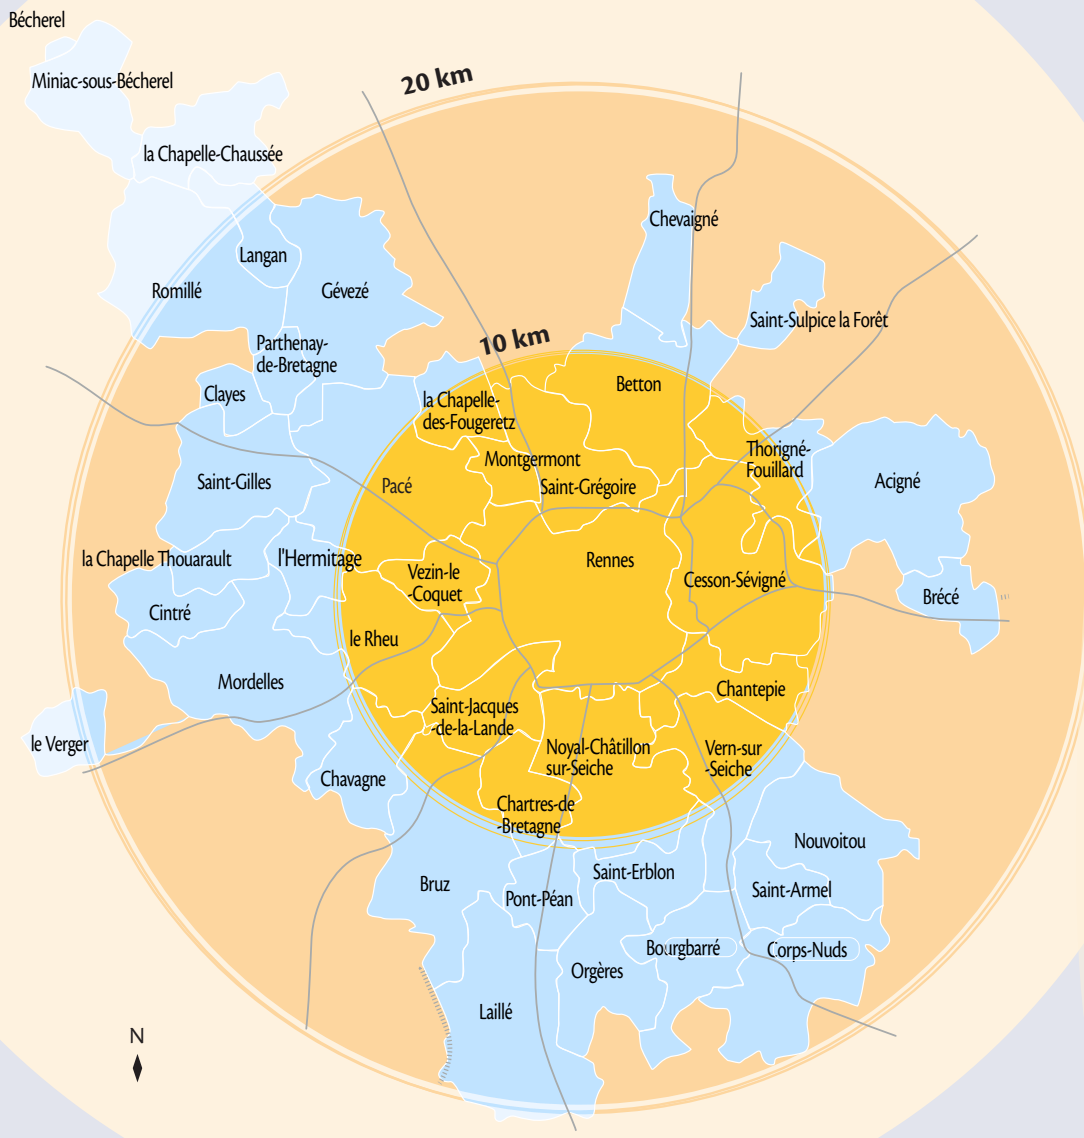 Bécherel
Miniac-sous-Bécherel
20 km
la Chapelle-Chaussée
Chevaigné
Langan
Romillé
Gévezé
Saint-Sulpice la Forêt
10 km
Parthenay-
de-Bretagne
Clayes
Betton
la Chapelle-
des-Fougeretz
Thorigné-
Fouillard
Montgermont
Saint-Grégoire
Pacé
Saint-Gilles
Acigné
la Chapelle Thouarault
l'Hermitage
Rennes
Vezin-le
-Coquet
Cesson-Sévigné
Brécé
Cintré
le Rheu
Mordelles
Chantepie
Saint-Jacques
-de-la-Lande
le Verger
Noyal-Châtillon
sur-Seiche
Vern-sur
-Seiche
Chavagne
Chartres-de
-Bretagne
Nouvoitou
Bruz
Saint-Erblon
Pont-Péan
Saint-Armel
Bourgbarré
Corps-Nuds
Orgères
Laillé
N